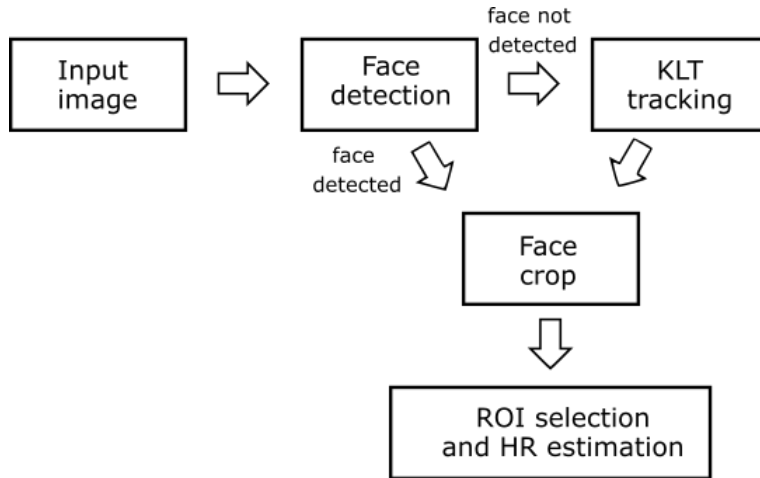 Input
image
Face
detection
face not
detected
KLT
tracking
face
detected
Face
crop
ROI selection
and HR estimation